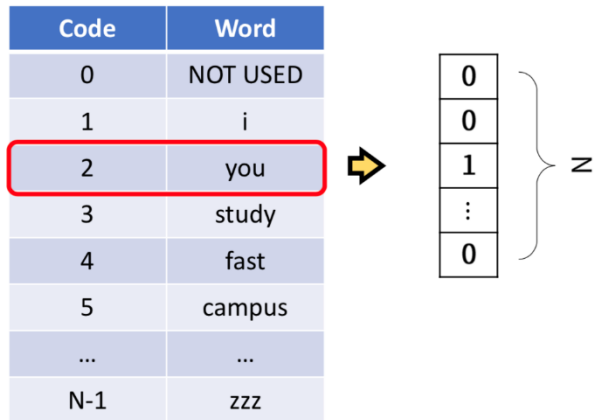 Code Word
0 NOT USED
1 i
2 you
3 study
4 fast
5 campus
... ...
N-1 zzz
0
0
1
⋮
0
N